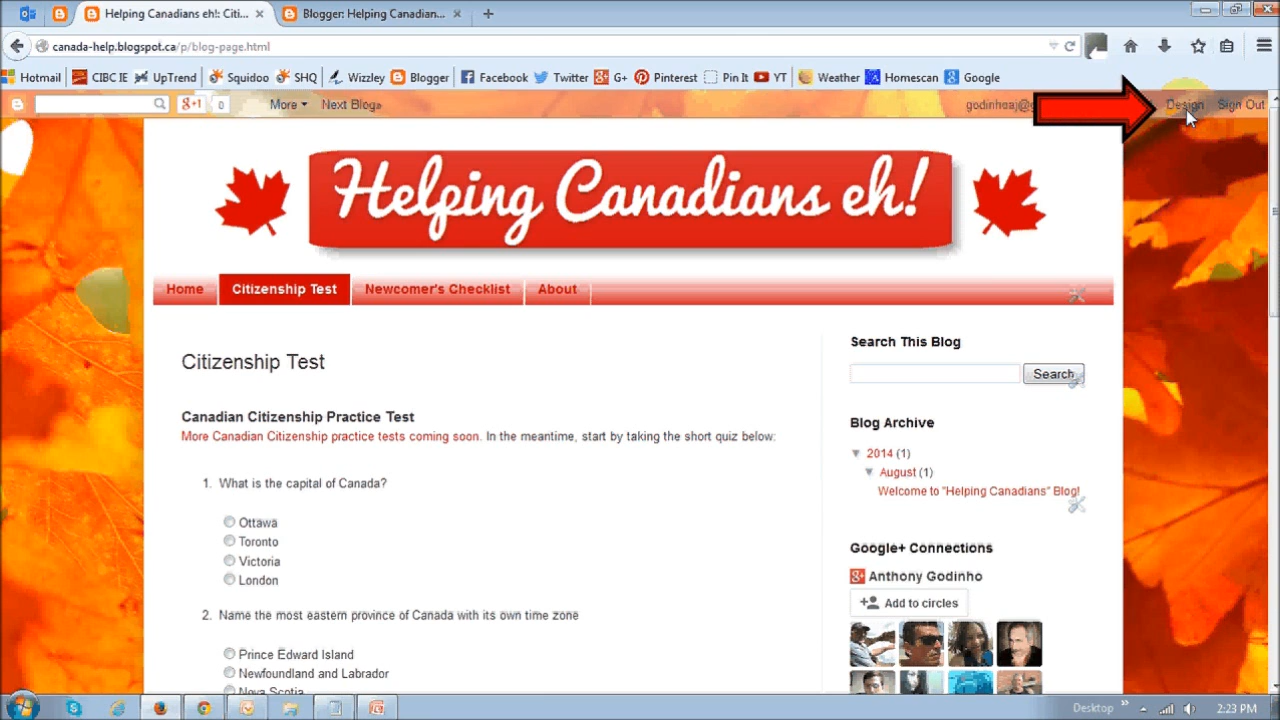 Helping Canadians eh!: Citi...
Blogger: Helping Canadian...
canada-help.blogspot.ca/p/blog-page.html
Hotmail CIBC IE UpTrend Squidoo SHQ Wizzley Blogger Facebook Twitter G+ Pinterest Pin It YT Weather Homescan Google
g+1 0 More Next Blog» godinhoaj@g Design Sign Out
Helping Canadians eh!
Home Citizenship Test Newcomer's Checklist About
Citizenship Test
Canadian Citizenship Practice Test
More Canadian Citizenship practice tests coming soon. In the meantime, start by taking the short quiz below:
1. What is the capital of Canada?
Ottawa
Toronto
Victoria
London
2. Name the most eastern province of Canada with its own time zone
Prince Edward Island
Newfoundland and Labrador
Nova Scotia
Search This Blog
Search
Blog Archive
▼ 2014 (1)
▼ August (1)
Welcome to "Helping Canadians" Blog!
Google+ Connections
g+ Anthony Godinho
Add to circles
Desktop » 2:23 PM